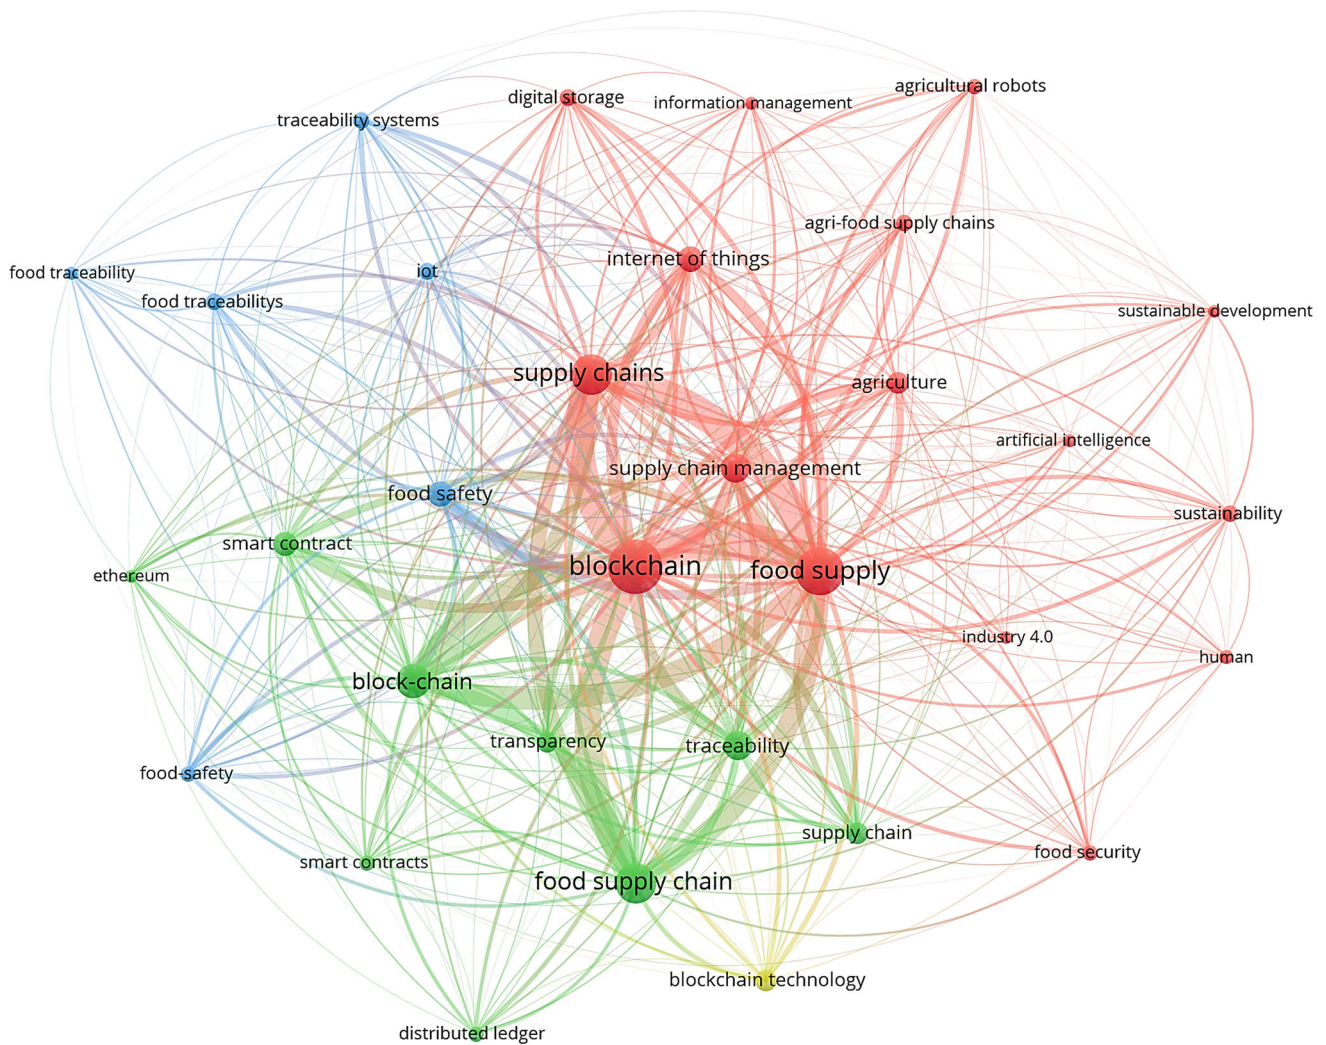 agricultural robots
digital storage
information management
traceability systems
agri-food supply chains
internet of things
iot
food traceability
food traceabilitys
sustainable development
supply chains
agriculture
artificial intelligence
supply chain management
food safety
sustainability
smart contract
blockchain
food supply
ethereum
industry 4.0
human
block-chain
transparency
traceability
food-safety
supply chain
food security
smart contracts
food supply chain
blockchain technology
distributed ledger